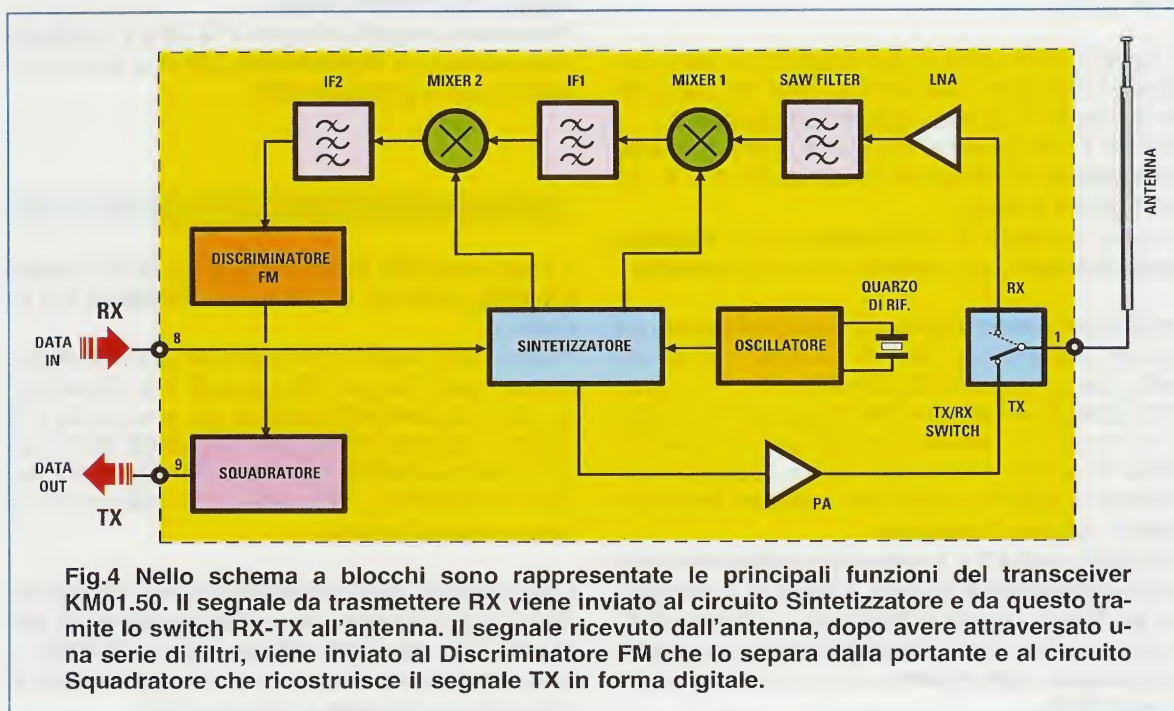 IF2
MIXER 2
IF1
MIXER 1
SAW FILTER
LNA
ANTENNA
DISCRIMINATORE
FM
RX
DATA
IN
8
SINTETIZZATORE
OSCILLATORE
QUARZO
DI RIF.
RX
1
TX
TX/RX
SWITCH
DATA
OUT
9
SQUADRATORE
TX
PA
Fig.4 Nello schema a blocchi sono rappresentate le principali funzioni del transceiver
KM01.50. Il segnale da trasmettere RX viene inviato al circuito Sintetizzatore e da questo tra-
mite lo switch RX-TX all'antenna. Il segnale ricevuto dall'antenna, dopo avere attraversato u-
na serie di filtri, viene inviato al Discriminatore FM che lo separa dalla portante e al circuito
Squadratore che ricostruisce il segnale TX in forma digitale.